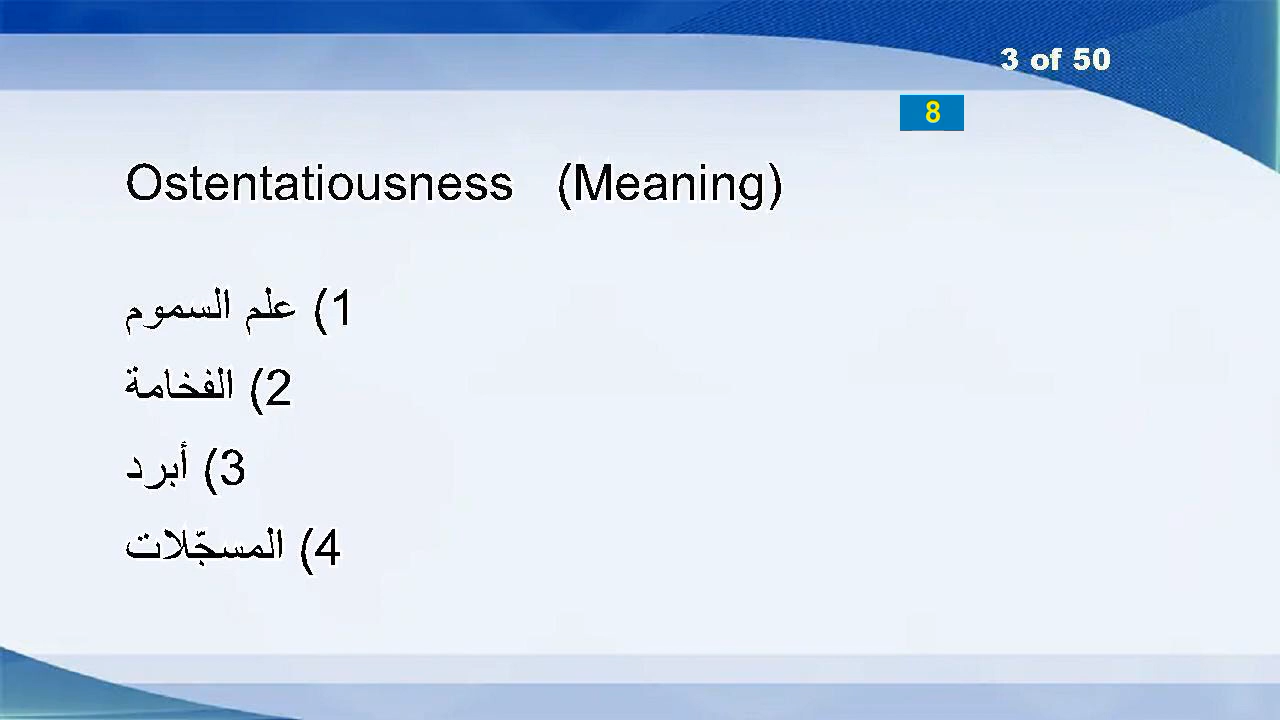 3 of 50
8
Ostentatiousness (Meaning)
1) علم السموم
2) الفخامة
3) أبرد
4) المسجّلات